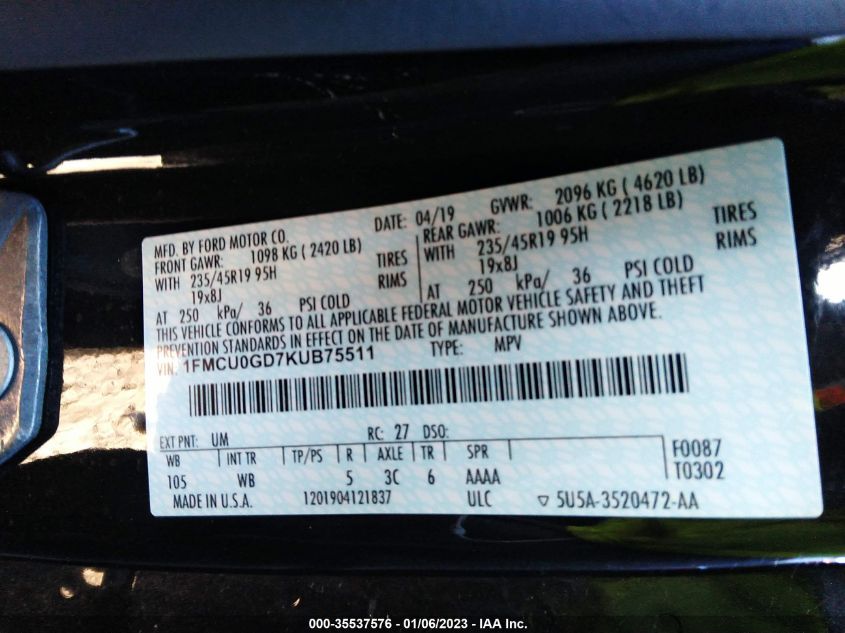 MFD. BY FORD MOTOR CO.
DATE: 04/19 GVWR: 2096 KG ( 4620 LB)
FRONT GAWR: 1098 KG ( 2420 LB)
WITH 235/45R19 95H TIRES
19x8J RIMS
AT 250 kPa/ 36 PSI COLD
REAR GAWR: 1006 KG ( 2218 LB)
WITH 235/45R19 95H TIRES
19x8J RIMS
AT 250 kPa/ 36 PSI COLD
THIS VEHICLE CONFORMS TO ALL APPLICABLE FEDERAL MOTOR VEHICLE SAFETY AND THEFT
PREVENTION STANDARDS IN EFFECT ON THE DATE OF MANUFACTURE SHOWN ABOVE.
VIN: 1FMCU0GD7KUB75511 TYPE: MPV
EXT PNT: UM RC: 27 DSO:
WB INT TR TP/PS R AXLE TR SPR
105 WB 5 3C 6 AAAA
F0087
T0302
MADE IN U.S.A. 1201904121837 ULC ▽ 5U5A-3520472-AA
000-35537576 - 01/06/2023 - IAA Inc.